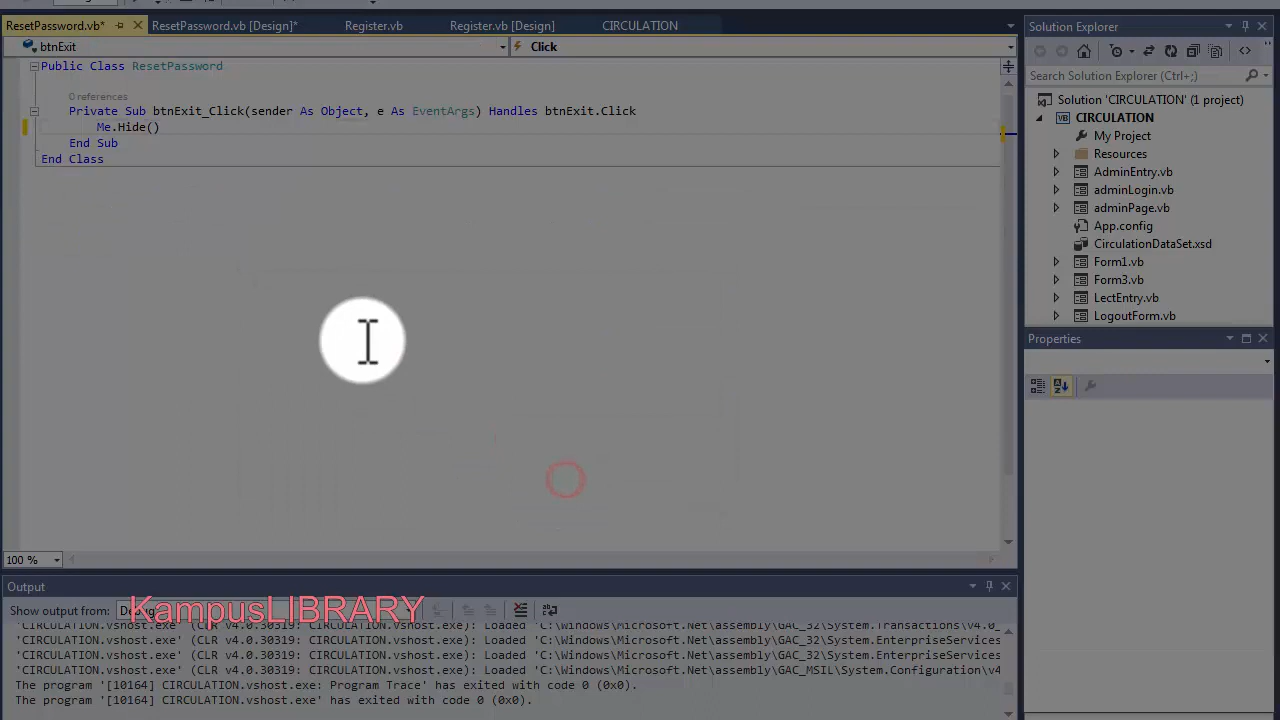 ResetPassword.vb*
ResetPassword.vb [Design]*
Register.vb
Register.vb [Design]
CIRCULATION
btnExit
Click
Public Class ResetPassword
0 references
Private Sub btnExit_Click(sender As Object, e As EventArgs) Handles btnExit.Click
Me.Hide()
End Sub
End Class
100 %
Solution Explorer
Search Solution Explorer (Ctrl+;)
Solution 'CIRCULATION' (1 project)
CIRCULATION
My Project
Resources
AdminEntry.vb
adminLogin.vb
adminPage.vb
App.config
CirculationDataSet.xsd
Form1.vb
Form3.vb
LectEntry.vb
LogoutForm.vb
Properties
Output
Show output from:
KampusLIBRARY
'CIRCULATION.vshost.exe' (CLR v4.0.30319: CIRCULATION.vshost.exe): Loaded 'C:\Windows\Microsoft.Net\assembly\GAC_32\System.Transactions\v4.0_
'CIRCULATION.vshost.exe' (CLR v4.0.30319: CIRCULATION.vshost.exe): Loaded 'C:\Windows\Microsoft.Net\assembly\GAC_32\System.EnterpriseServices
'CIRCULATION.vshost.exe' (CLR v4.0.30319: CIRCULATION.vshost.exe): Loaded 'C:\Windows\Microsoft.Net\assembly\GAC_32\System.EnterpriseServices
'CIRCULATION.vshost.exe' (CLR v4.0.30319: CIRCULATION.vshost.exe): Loaded 'C:\Windows\Microsoft.Net\assembly\GAC_MSIL\System.Configuration\v4
The program '[10164] CIRCULATION.vshost.exe: Program Trace' has exited with code 0 (0x0).
The program '[10164] CIRCULATION.vshost.exe' has exited with code 0 (0x0).